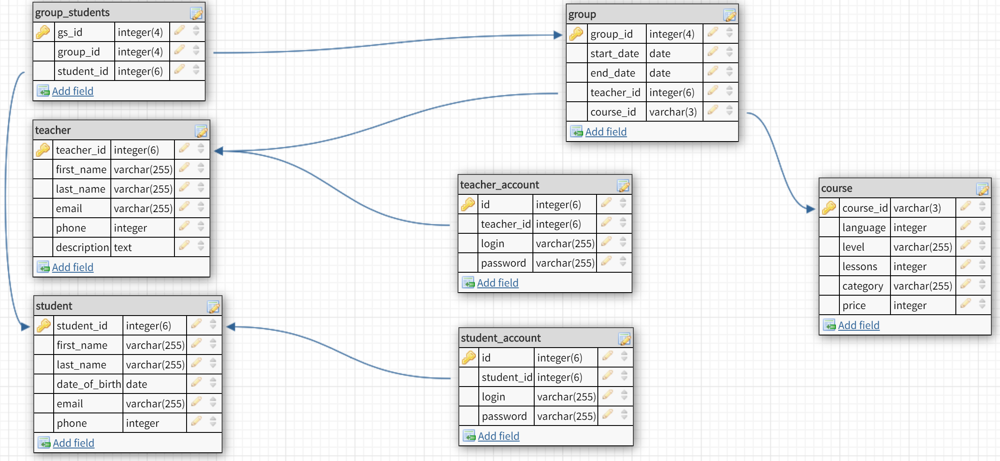 group_students
gs_id integer(4)
group_id integer(4)
student_id integer(6)
Add field
group
group_id integer(4)
start_date date
end_date date
teacher_id integer(6)
course_id varchar(3)
Add field
teacher
teacher_id integer(6)
first_name varchar(255)
last_name varchar(255)
email varchar(255)
phone integer
description text
Add field
teacher_account
id integer(6)
teacher_id integer(6)
login varchar(255)
password varchar(255)
Add field
course
course_id varchar(3)
language integer
level varchar(255)
lessons integer
category varchar(255)
price integer
Add field
student
student_id integer(6)
first_name varchar(255)
last_name varchar(255)
date_of_birth date
email varchar(255)
phone integer
Add field
student_account
id integer(6)
student_id integer(6)
login varchar(255)
password varchar(255)
Add field